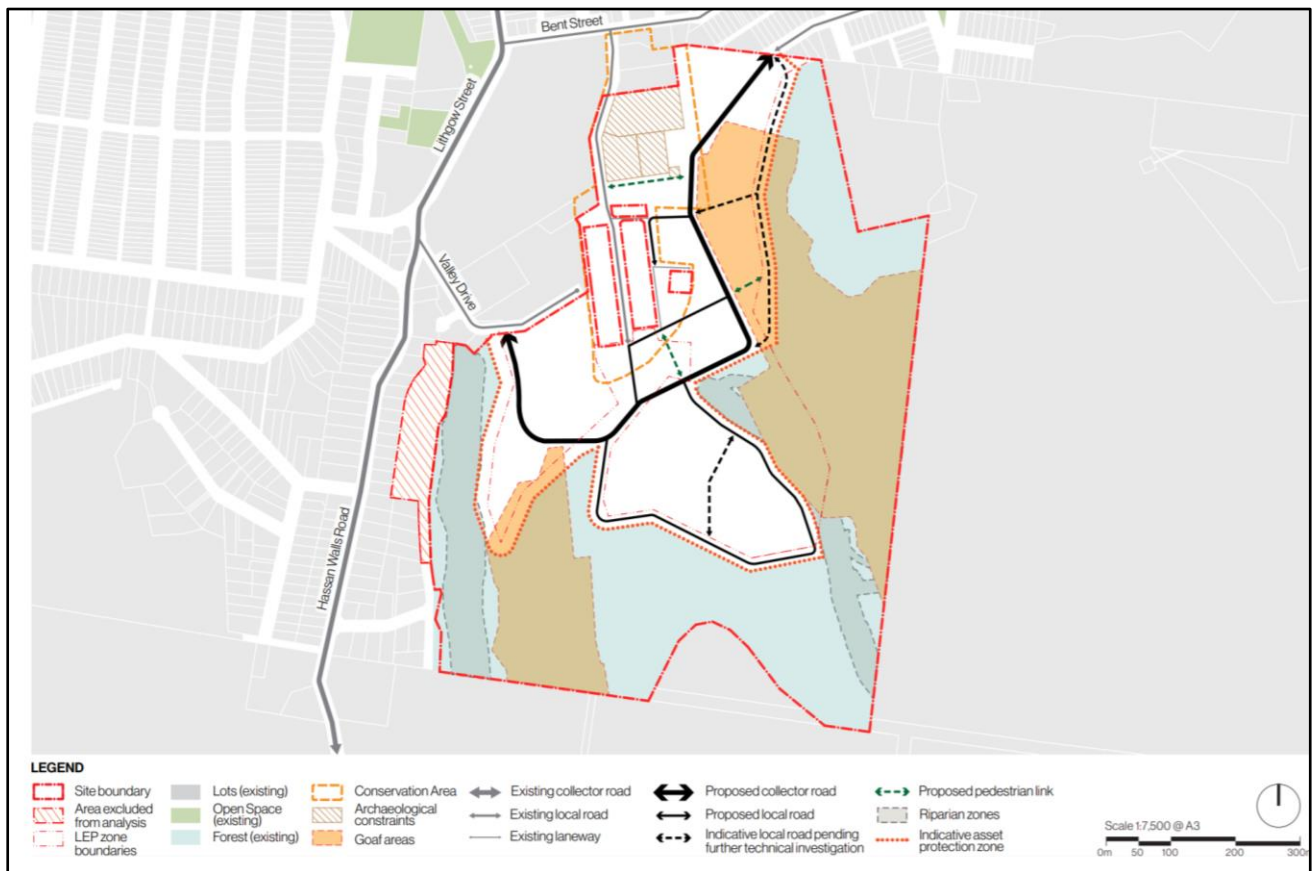 Bent Street
Lithgow Street
Valley Drive
Hassan Walls Road
LEGEND
Site boundary
Area excluded
from analysis
LEP zone
boundaries
Lots (existing)
Open Space
(existing)
Forest (existing)
Conservation Area
Archaeological
constraints
Goaf areas
Existing collector road
Existing local road
Existing laneway
Proposed collector road
Proposed local road
Indicative local road pending
further technical investigation
Proposed pedestrian link
Riparian zones
Indicative asset
protection zone
Scale 1:7,500 @ A3
0m 50 100 200 300m